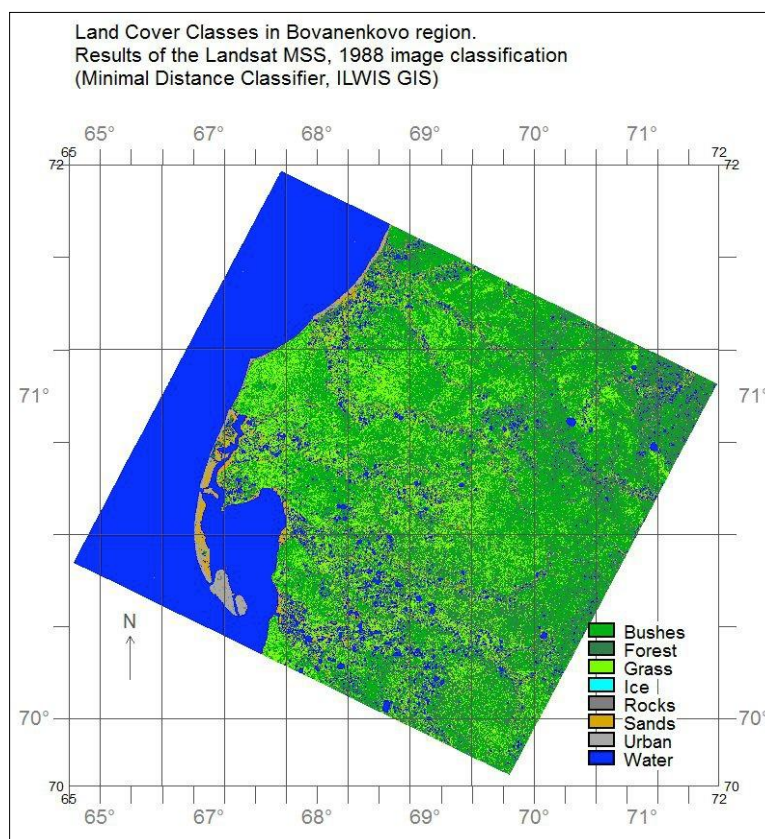 Land Cover Classes in Bovanenkovo region.
Results of the Landsat MSS, 1988 image classification
(Minimal Distance Classifier, ILWIS GIS)
65° 67° 68° 69° 70° 71°
65 72
72 72
71° 71°
N
Bushes
Forest
Grass
Ice
Rocks
Sands
Urban
Water
70° 70°
70 70
65 72
65° 67° 68° 69° 70° 71°